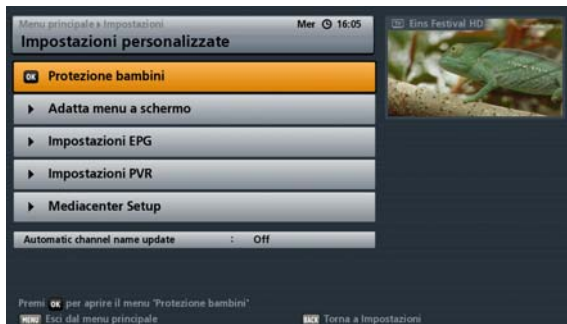 Menu principale › Impostazioni
Mer 16:05
Impostazioni personalizzate
TV Eins Festival HD
OK Protezione bambini
Adatta menu a schermo
Impostazioni EPG
Impostazioni PVR
Mediacenter Setup
Automatic channel name update : Off
Premi OK per aprire il menu "Protezione bambini"
MENU Esci dal menu principale
BACK Torna a Impostazioni